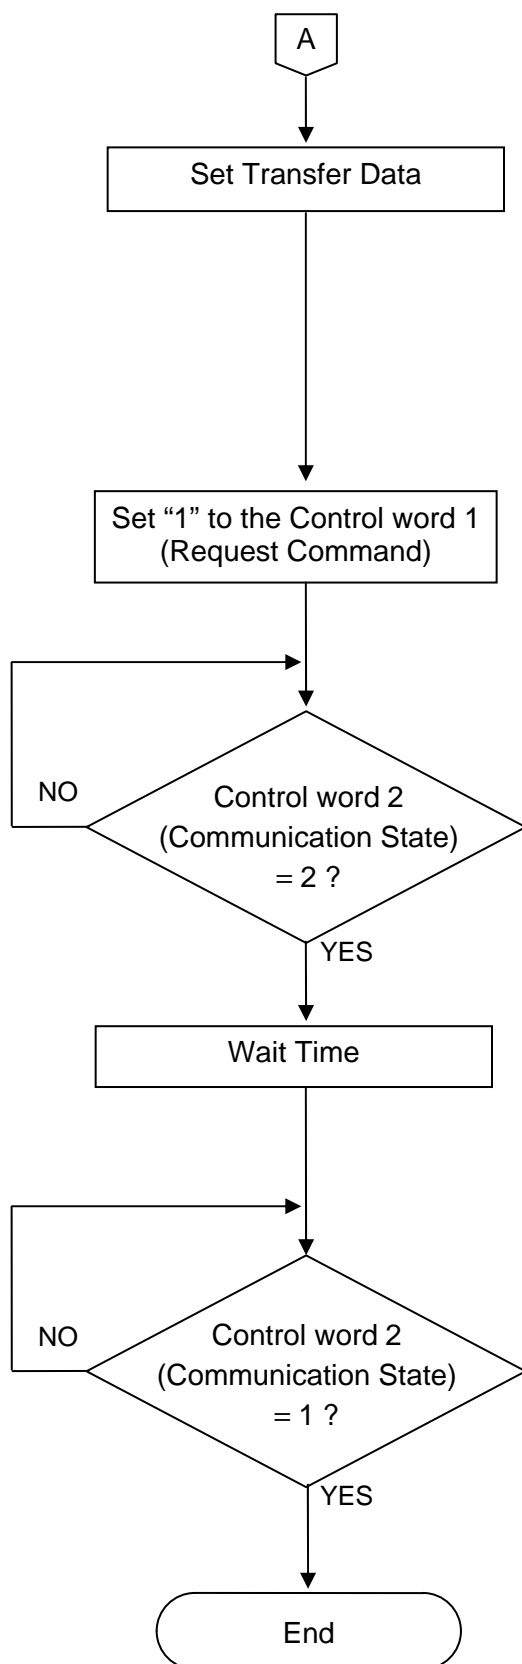 A
Set Transfer Data
Set “1” to the Control word 1
(Request Command)
NO
Control word 2
(Communication State)
= 2 ?
YES
Wait Time
NO
Control word 2
(Communication State)
= 1 ?
YES
End